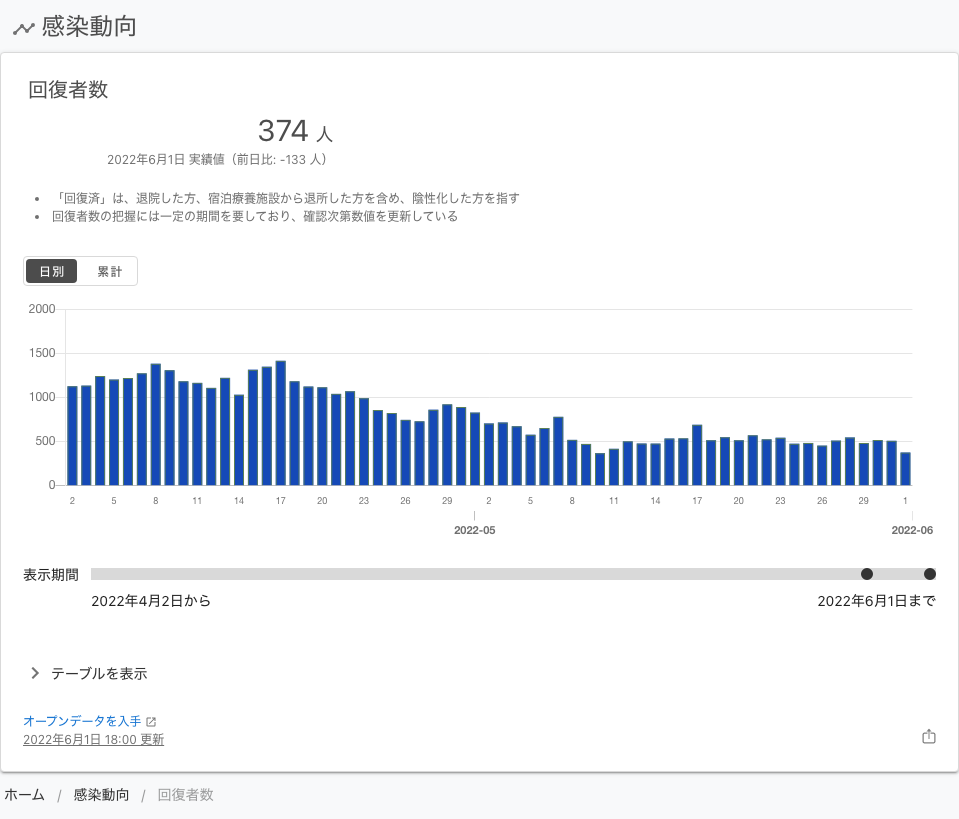 感染動向
回復者数
374 人
2022年6月1日 実績値（前日比: -133 人）
• 「回復済」は、退院した方、宿泊療養施設から退所した方を含め、陰性化した方を指す
• 回復者数の把握には一定の期間を要しており、確認次第数値を更新している
日別 累計
2000
1500
1000
500
0
2 5 8 11 14 17 20 23 26 29 2 5 8 11 14 17 20 23 26 29 1
2022-05 2022-06
表示期間
2022年4月2日から 2022年6月1日まで
テーブルを表示
オープンデータを入手
2022年6月1日 18:00 更新
ホーム / 感染動向 / 回復者数